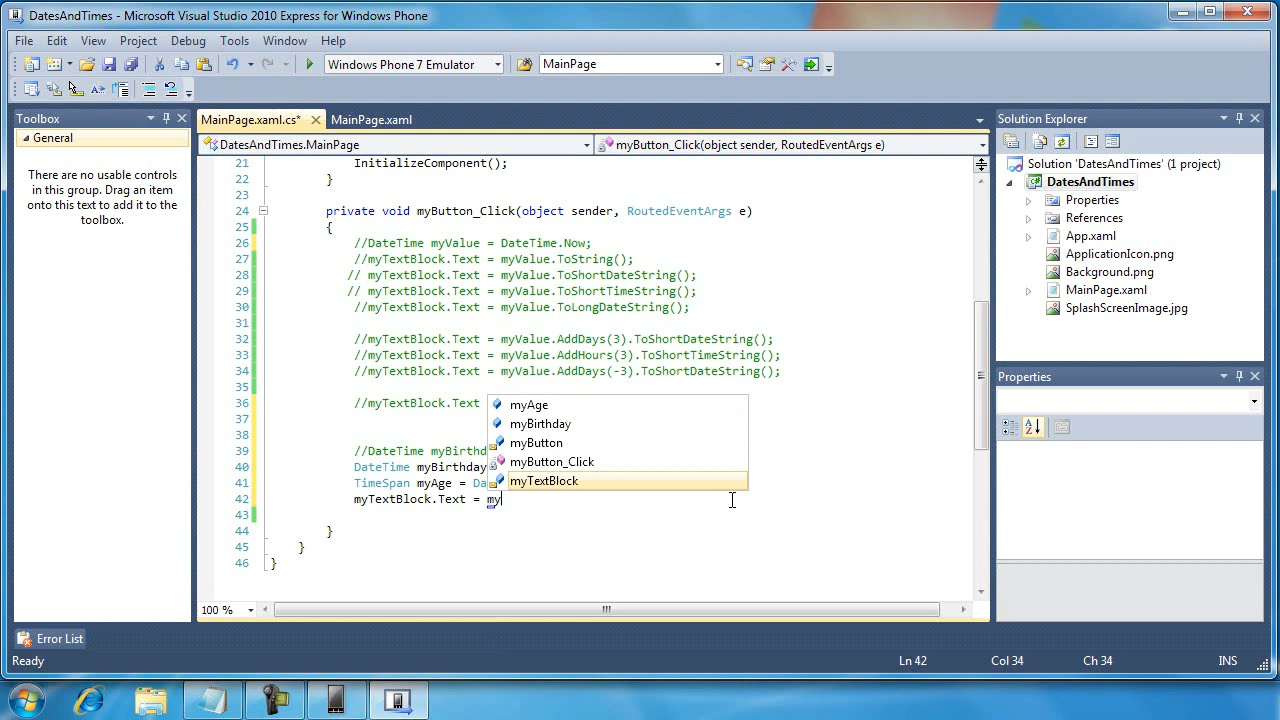 DatesAndTimes - Microsoft Visual Studio 2010 Express for Windows Phone
File Edit View Project Debug Tools Window Help
Windows Phone 7 Emulator MainPage
Toolbox
General
There are no usable controls
in this group. Drag an item
onto this text to add it to the
toolbox.
MainPage.xaml.cs* MainPage.xaml
DatesAndTimes.MainPage myButton_Click(object sender, RoutedEventArgs e)
21 InitializeComponent();
22 }
23
24 private void myButton_Click(object sender, RoutedEventArgs e)
25 {
26 //DateTime myValue = DateTime.Now;
27 //myTextBlock.Text = myValue.ToString();
28 // myTextBlock.Text = myValue.ToShortDateString();
29 // myTextBlock.Text = myValue.ToShortTimeString();
30 //myTextBlock.Text = myValue.ToLongDateString();
31
32 //myTextBlock.Text = myValue.AddDays(3).ToShortDateString();
33 //myTextBlock.Text = myValue.AddHours(3).ToShortTimeString();
34 //myTextBlock.Text = myValue.AddDays(-3).ToShortDateString();
35
36 //myTextBlock.Text
37
38
39 //DateTime myBirthd
40 DateTime myBirthday
41 TimeSpan myAge = Da
42 myTextBlock.Text = my
43
44 }
45 }
46 }
myAge
myBirthday
myButton
myButton_Click
myTextBlock
100 %
Solution Explorer
Solution 'DatesAndTimes' (1 project)
DatesAndTimes
Properties
References
App.xaml
ApplicationIcon.png
Background.png
MainPage.xaml
SplashScreenImage.jpg
Properties
Error List
Ready Ln 42 Col 34 Ch 34 INS